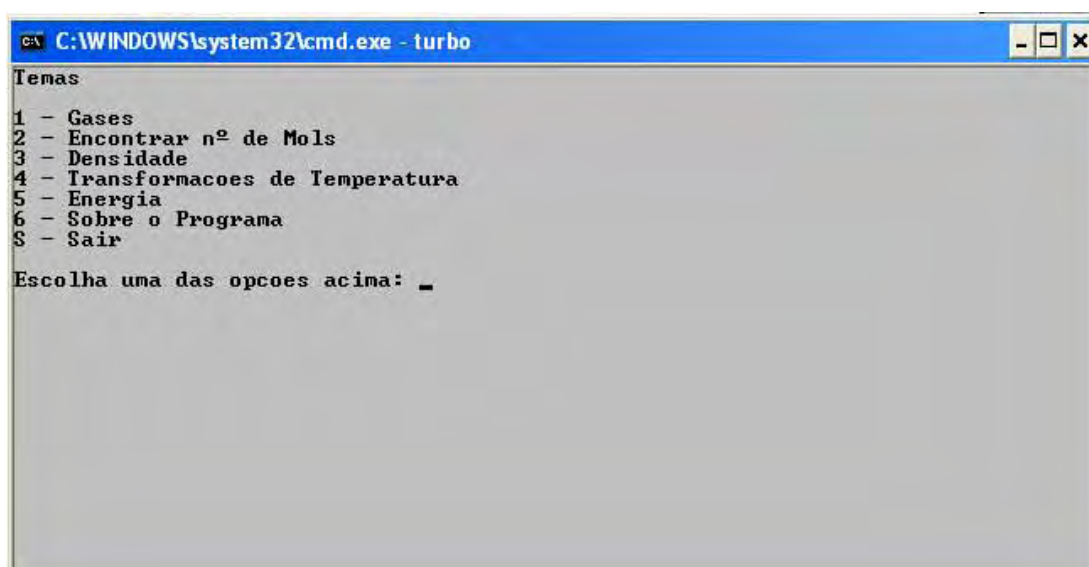 C:\WINDOWS\system32\cmd.exe - turbo
Temas
1 - Gases
2 - Encontrar nº de Mols
3 - Densidade
4 - Transformacoes de Temperatura
5 - Energia
6 - Sobre o Programa
S - Sair
Escolha uma das opcoes acima: _